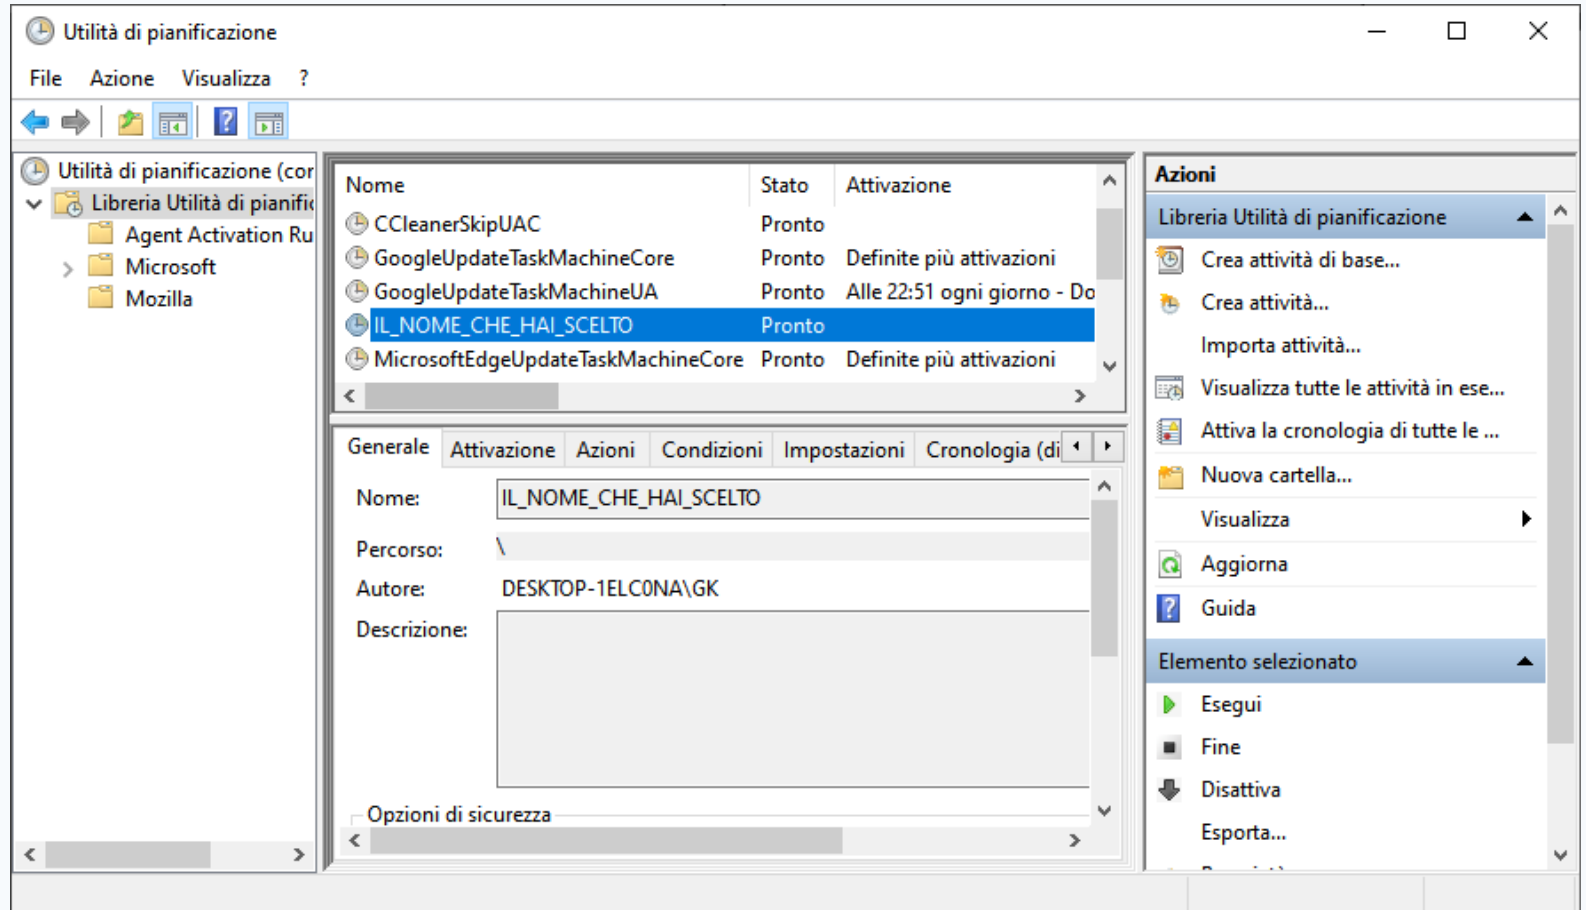 Utilità di pianificazione
File Azione Visualizza ?
Utilità di pianificazione (cor
Libreria Utilità di pianific
Agent Activation Ru
Microsoft
Mozilla
Nome Stato Attivazione
CCleanerSkipUAC Pronto
GoogleUpdateTaskMachineCore Pronto Definite più attivazioni
GoogleUpdateTaskMachineUA Pronto Alle 22:51 ogni giorno - Do
IL_NOME_CHE_HAI_SCELTO Pronto
MicrosoftEdgeUpdateTaskMachineCore Pronto Definite più attivazioni
Generale Attivazione Azioni Condizioni Impostazioni Cronologia (di
Nome: IL_NOME_CHE_HAI_SCELTO
Percorso: \
Autore: DESKTOP-1ELC0NA\GK
Descrizione:
Opzioni di sicurezza
Azioni
Libreria Utilità di pianificazione
Crea attività di base...
Crea attività...
Importa attività...
Visualizza tutte le attività in ese...
Attiva la cronologia di tutte le ...
Nuova cartella...
Visualizza
Aggiorna
Guida
Elemento selezionato
Esegui
Fine
Disattiva
Esporta...